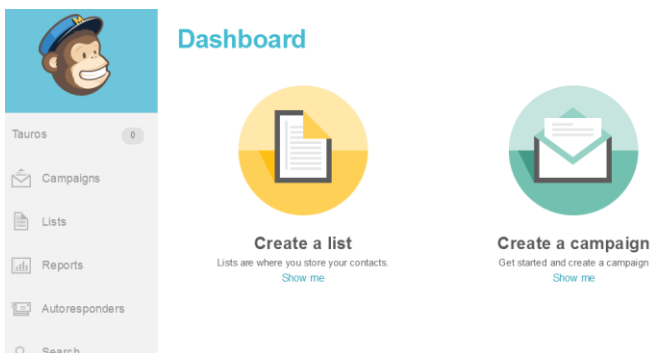 Dashboard
Tauros 0
Campaigns
Lists
Reports
Autoresponders
Search
Create a list
Lists are where you store your contacts.
Show me
Create a campaign
Get started and create a campaign
Show me